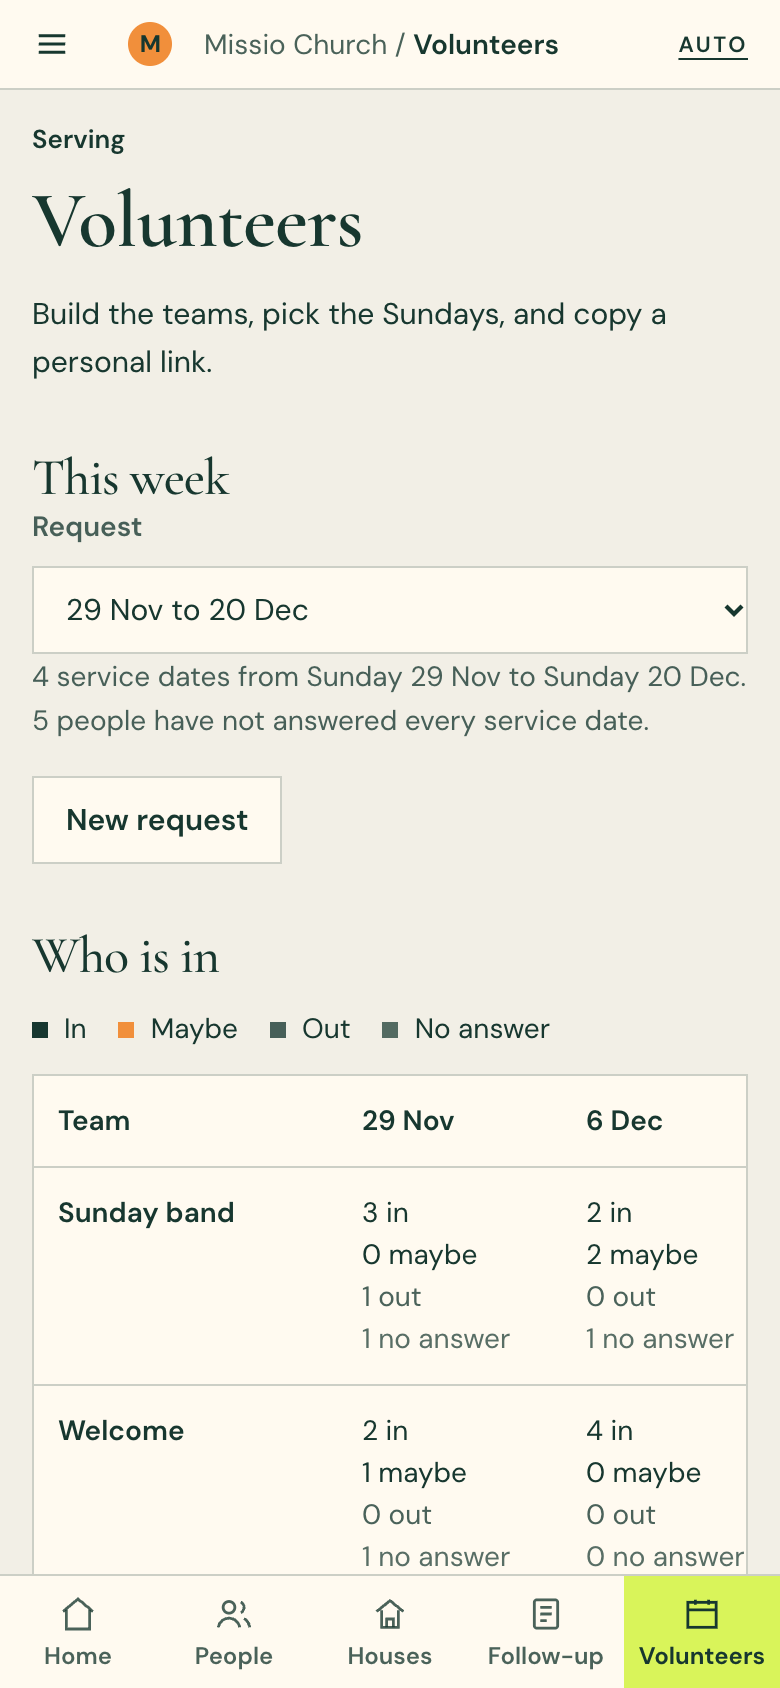 M
Missio Church / Volunteers
AUTO
Serving
Volunteers
Build the teams, pick the Sundays, and copy a
personal link.
This week
Request
29 Nov to 20 Dec
4 service dates from Sunday 29 Nov to Sunday 20 Dec.
5 people have not answered every service date.
New request
Who is in
In Maybe Out No answer
Team 29 Nov 6 Dec
Sunday band 3 in 2 in
0 maybe 2 maybe
1 out 0 out
1 no answer 1 no answer
Welcome 2 in 4 in
1 maybe 0 maybe
0 out 0 out
1 no answer 0 no answer
Home People Houses Follow-up Volunteers